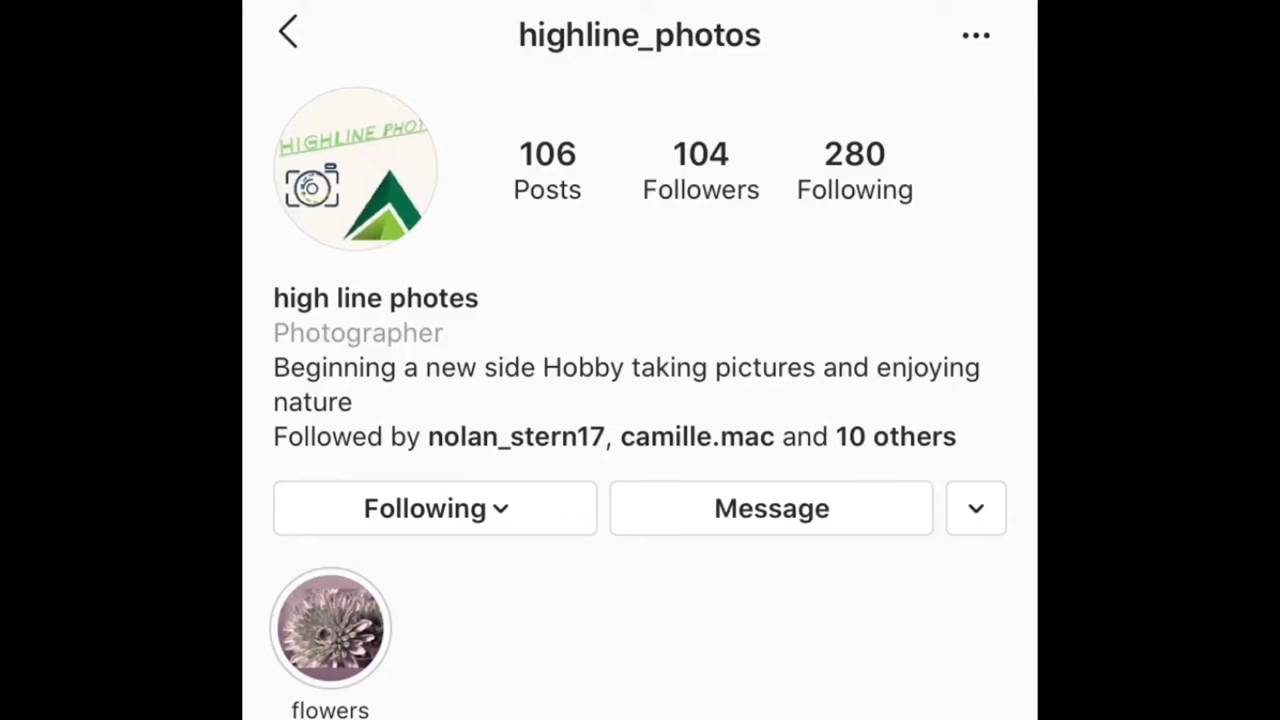 highline_photos
HIGHLINE PHOT
106
104
280
Posts
Followers
Following
high line photes
Photographer
Beginning a new side Hobby taking pictures and enjoying
nature
Followed by nolan_stern17, camille.mac and 10 others
Following
Message
flowers